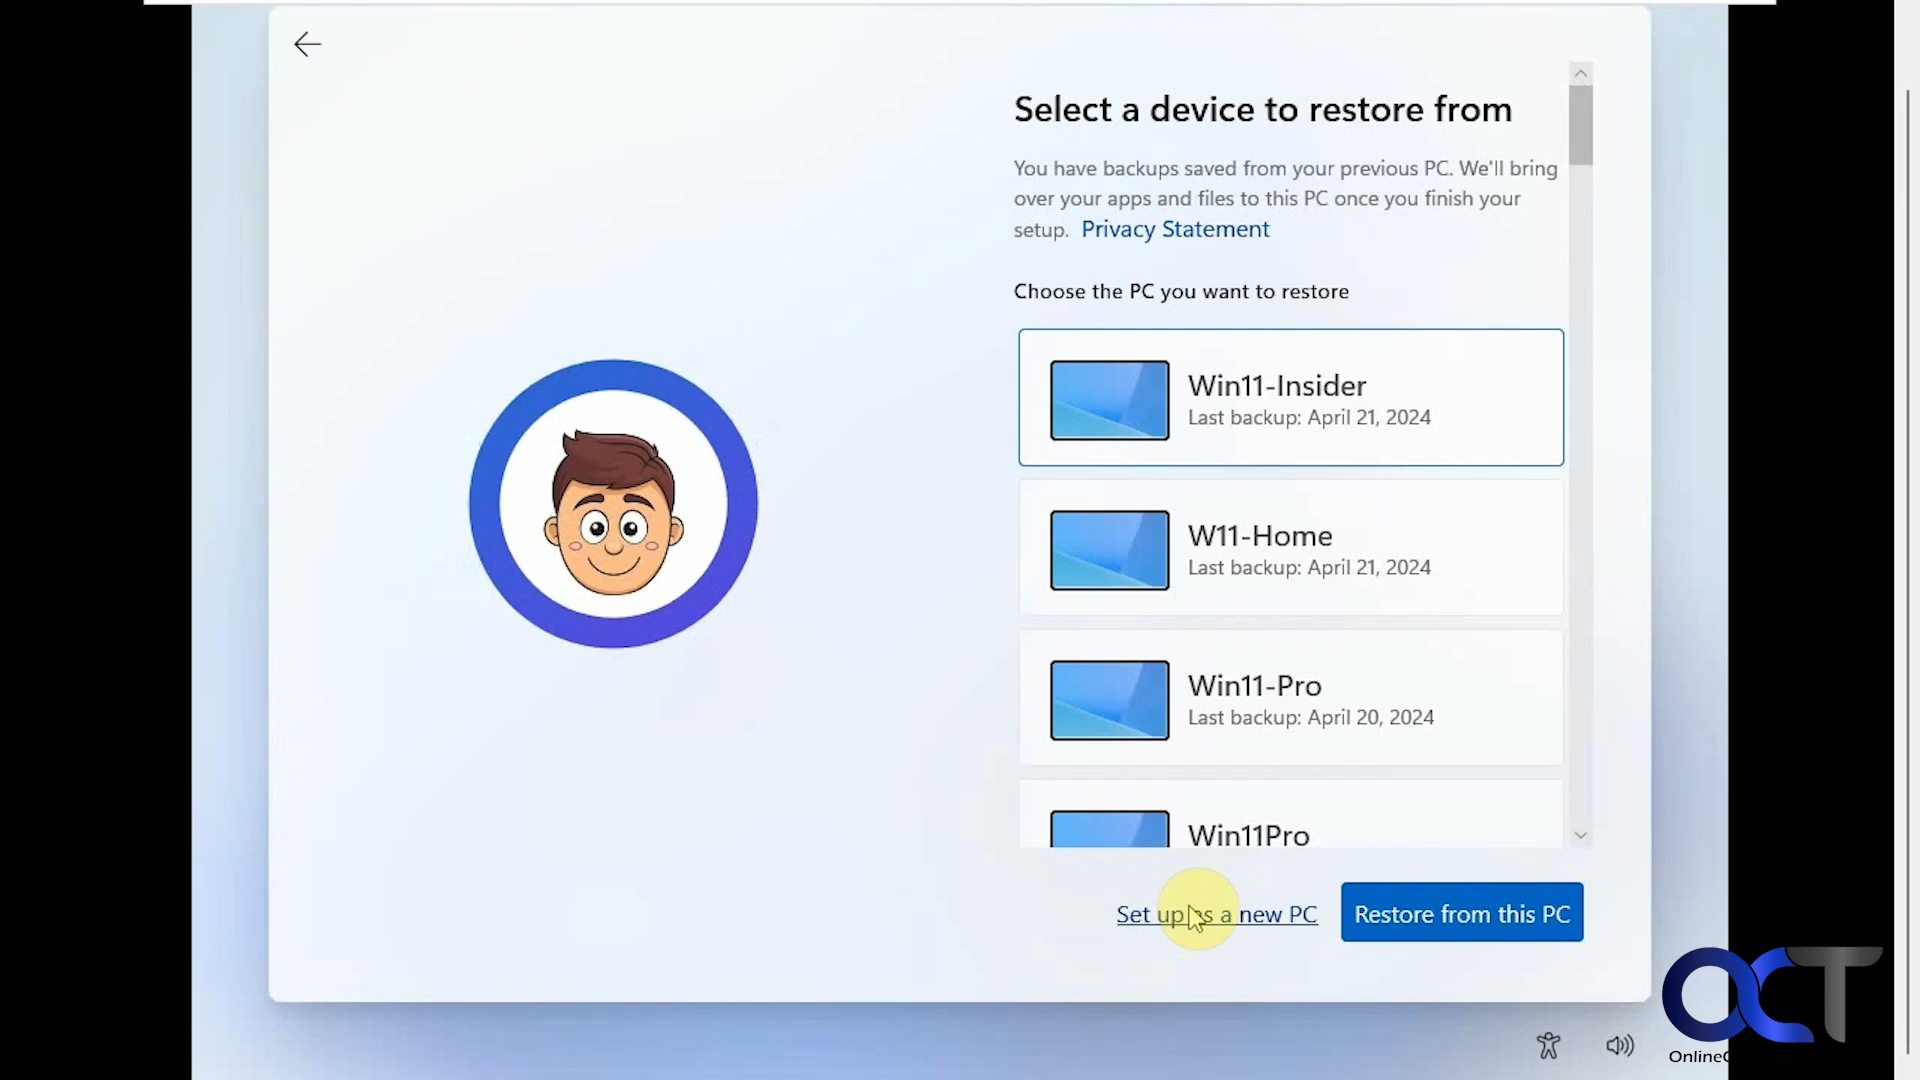 Select a device to restore from
You have backups saved from your previous PC. We'll bring
over your apps and files to this PC once you finish your
setup. Privacy Statement
Choose the PC you want to restore
Win11-Insider
Last backup: April 21, 2024
W11-Home
Last backup: April 21, 2024
Win11-Pro
Last backup: April 20, 2024
Win11Pro
Set up as a new PC
Restore from this PC
OCT